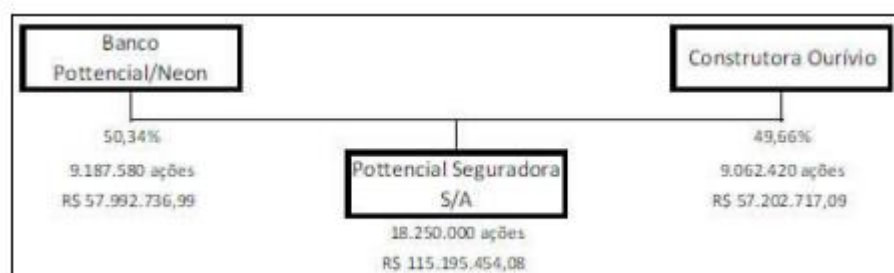 Banco
Pottencial/Neon
Construtora Ourívio
50,34%
9.187.580 ações
R$ 57.992.736,99
49,66%
9.062.420 ações
R$ 57.202.717,09
Pottencial Seguradora
S/A
18.250.000 ações
R$ 115.195.454,08